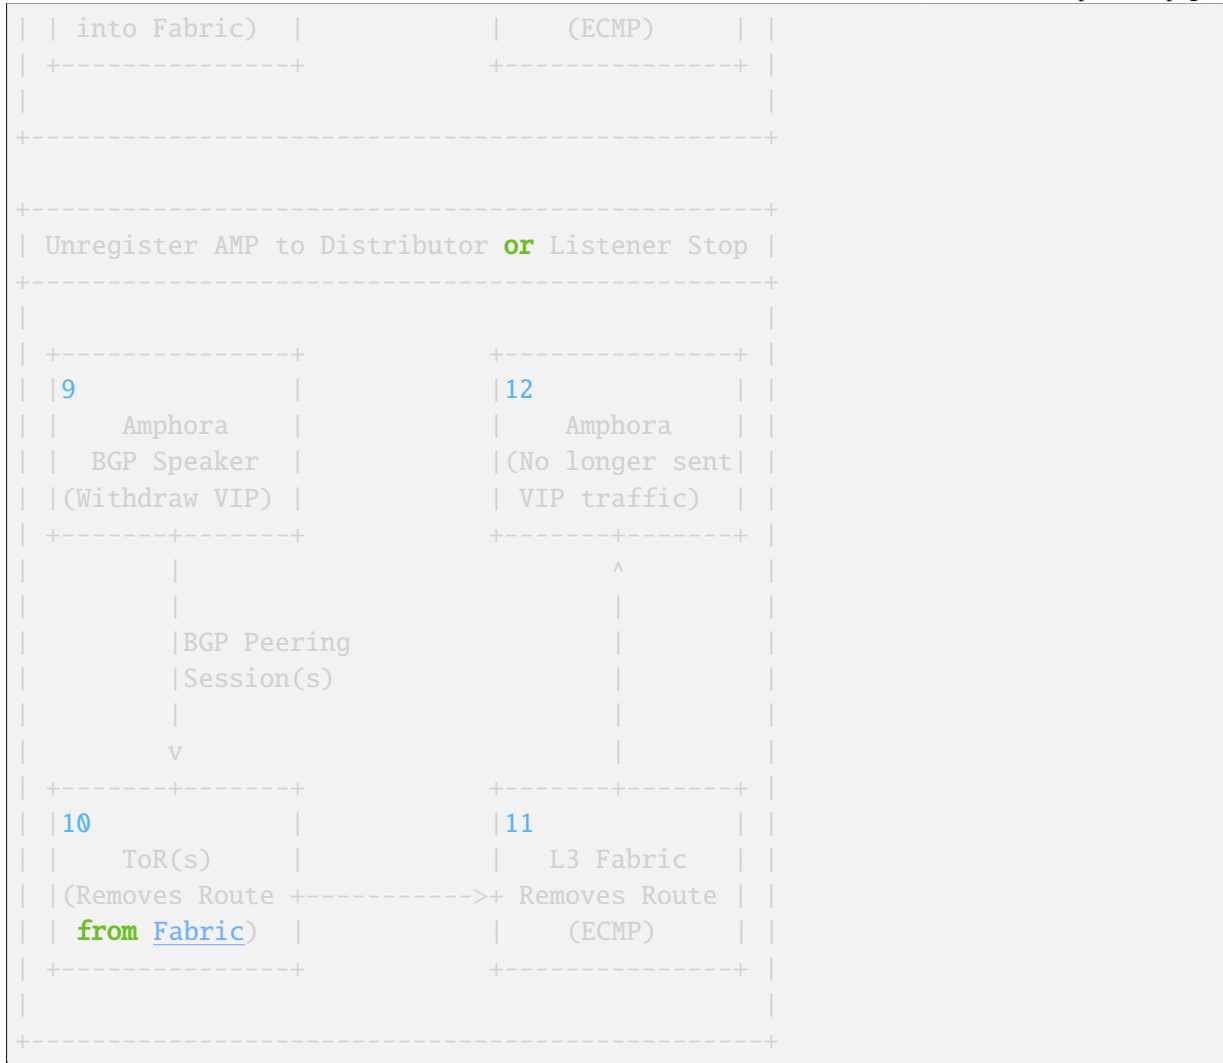 | | into Fabric)  |            |    (ECMP)     | |
| +---------------+            +---------------+ |
|                                                |
+------------------------------------------------+
+------------------------------------------------+
| Unregister AMP to Distributor or Listener Stop |
+------------------------------------------------+
|                                                |
| +---------------+            +---------------+ |
| |9              |            |12             | |
| |    Amphora    |            |    Amphora    | |
| |  BGP Speaker  |            |(No longer sent| |
| |(Withdraw VIP) |            | VIP traffic)  | |
| +-------+-------+            +-------+-------+ |
|         |                            ^         |
|         |                            |         |
|         |BGP Peering                 |         |
|         |Session(s)                  |         |
|         |                            |         |
|         v                            |         |
| +-------+-------+            +-------+-------+ |
| |10             |            |11             | |
| |    ToR(s)     |            |   L3 Fabric   | |
| |(Removes Route +----------->+ Removes Route | |
| | from Fabric)  |            |    (ECMP)     | |
| +---------------+            +---------------+ |
|                                                |
+------------------------------------------------+